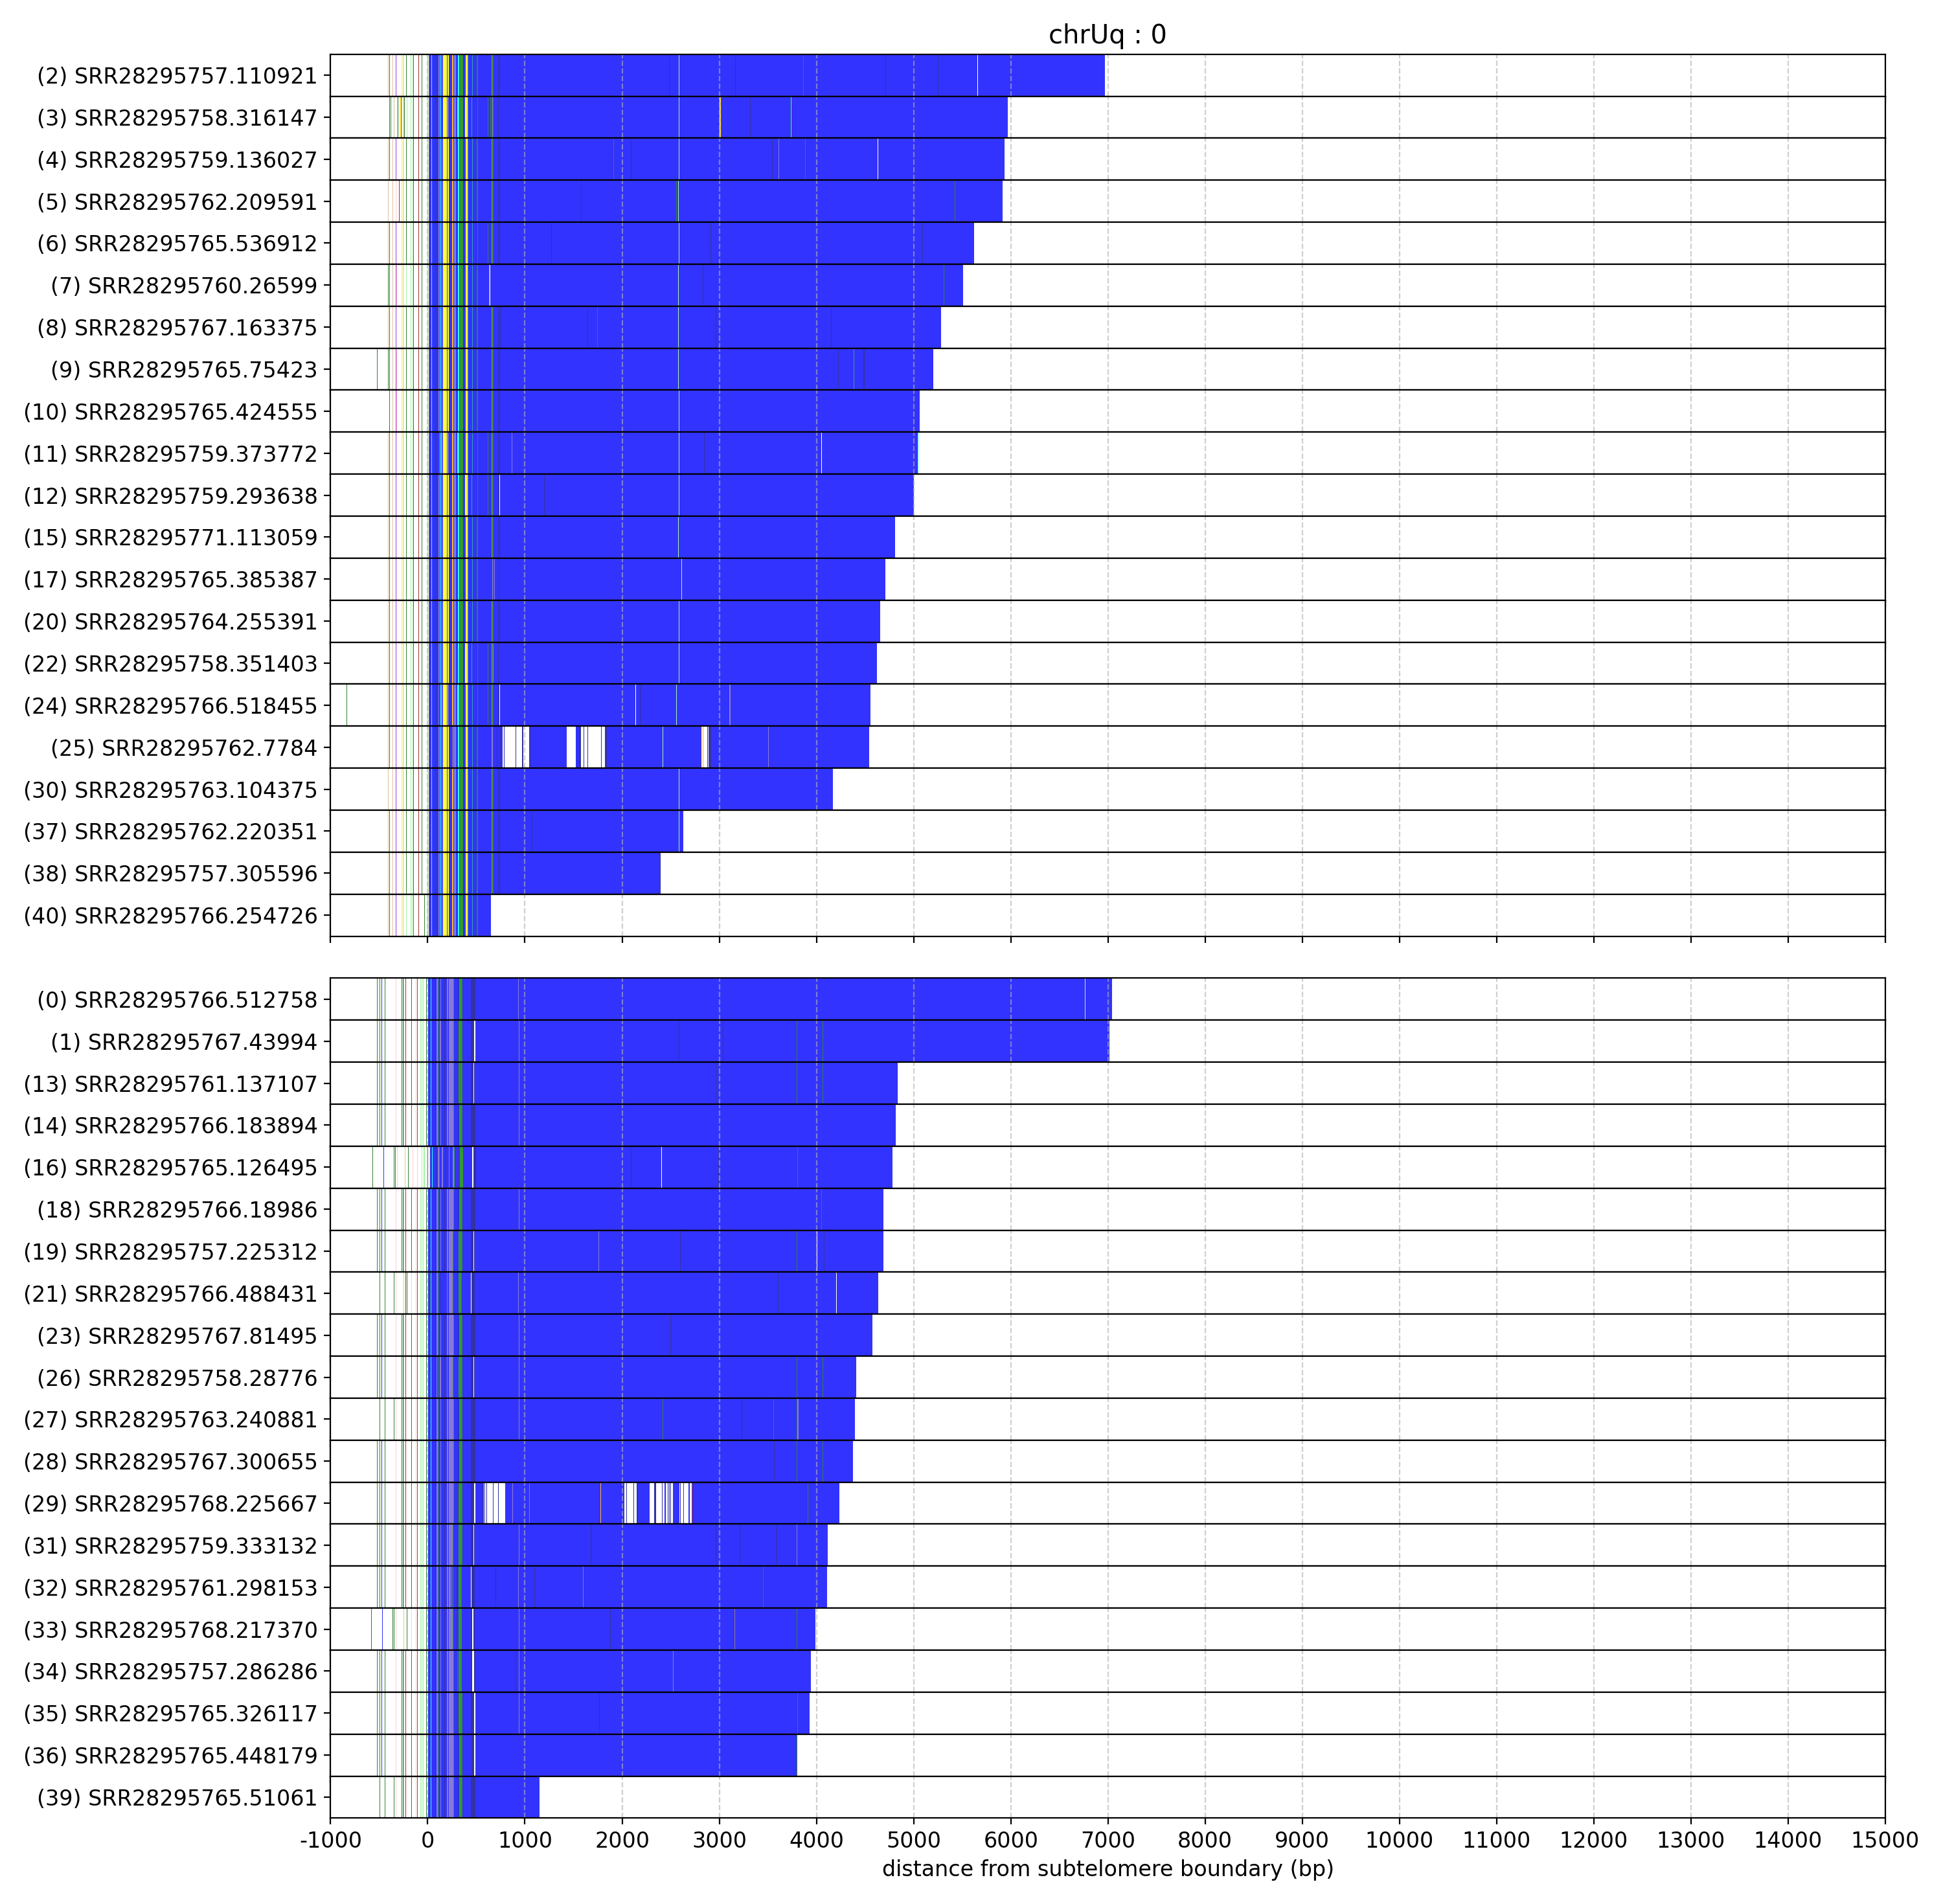 chrUq : 0
(2) SRR28295757.110921
(3) SRR28295758.316147
(4) SRR28295759.136027
(5) SRR28295762.209591
(6) SRR28295765.536912
(7) SRR28295760.26599
(8) SRR28295767.163375
(9) SRR28295765.75423
(10) SRR28295765.424555
(11) SRR28295759.373772
(12) SRR28295759.293638
(15) SRR28295771.113059
(17) SRR28295765.385387
(20) SRR28295764.255391
(22) SRR28295758.351403
(24) SRR28295766.518455
(25) SRR28295762.7784
(30) SRR28295763.104375
(37) SRR28295762.220351
(38) SRR28295757.305596
(40) SRR28295766.254726
(0) SRR28295766.512758
(1) SRR28295767.43994
(13) SRR28295761.137107
(14) SRR28295766.183894
(16) SRR28295765.126495
(18) SRR28295766.18986
(19) SRR28295757.225312
(21) SRR28295766.488431
(23) SRR28295767.81495
(26) SRR28295758.28776
(27) SRR28295763.240881
(28) SRR28295767.300655
(29) SRR28295768.225667
(31) SRR28295759.333132
(32) SRR28295761.298153
(33) SRR28295768.217370
(34) SRR28295757.286286
(35) SRR28295765.326117
(36) SRR28295765.448179
(39) SRR28295765.51061
-1000 0 1000 2000 3000 4000 5000 6000 7000 8000 9000 10000 11000 12000 13000 14000 15000
distance from subtelomere boundary (bp)